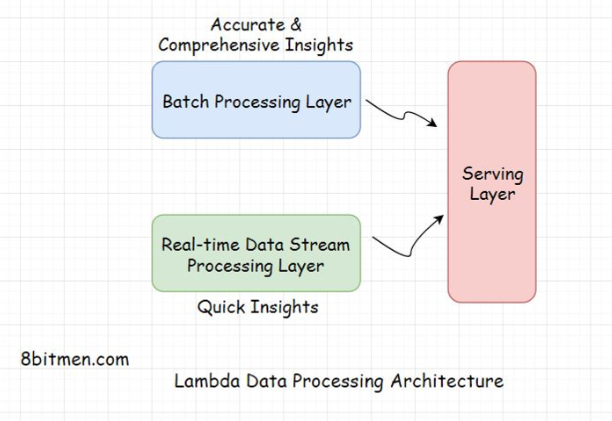 Accurate &
Comprehensive Insights
Batch Processing Layer
Serving
Layer
Real-time Data Stream
Processing Layer
Quick Insights
8bitmen.com
Lambda Data Processing Architecture